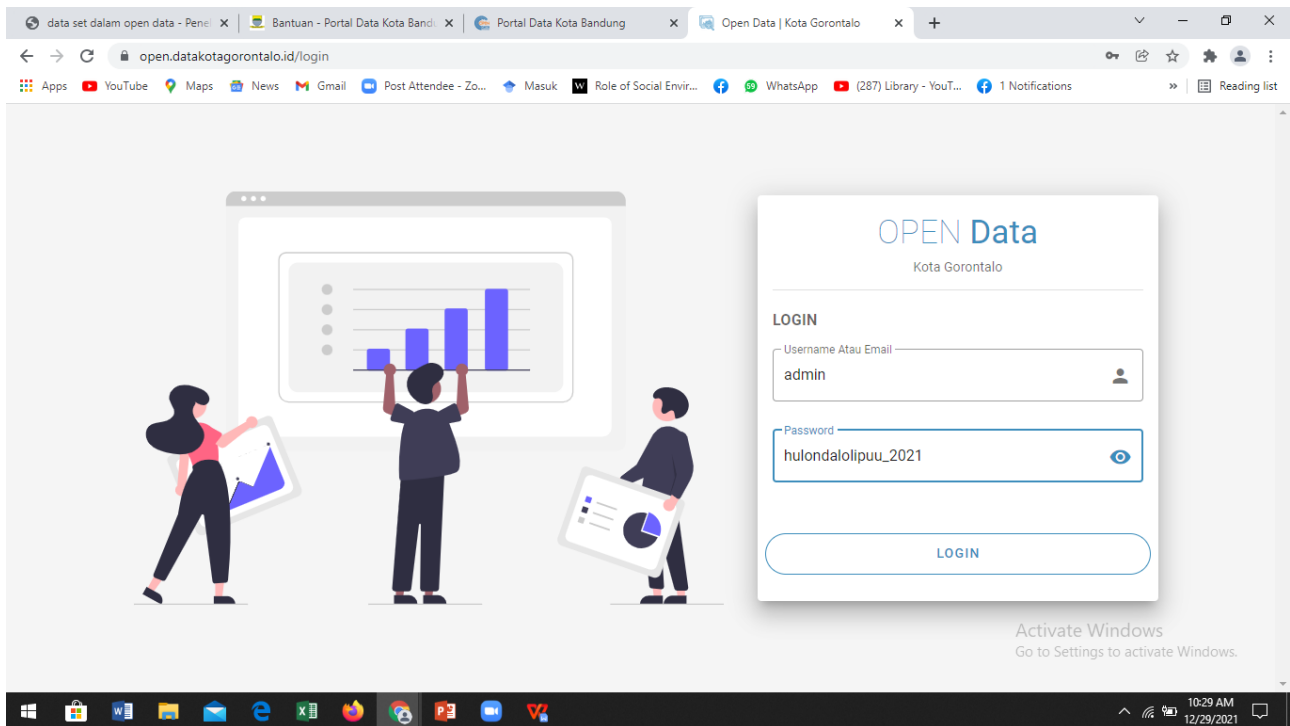 data set dalam open data - Penel
Bantuan - Portal Data Kota Bandu
Portal Data Kota Bandung
Open Data | Kota Gorontalo
open.datakotagorontalo.id/login
Apps YouTube Maps News Gmail Post Attendee - Zo... Masuk Role of Social Envir... WhatsApp (287) Library - YouT... 1 Notifications » Reading list
OPEN Data
Kota Gorontalo
LOGIN
Username Atau Email
admin
Password
hulondalolipuu_2021
LOGIN
Activate Windows
Go to Settings to activate Windows.
10:29 AM
12/29/2021